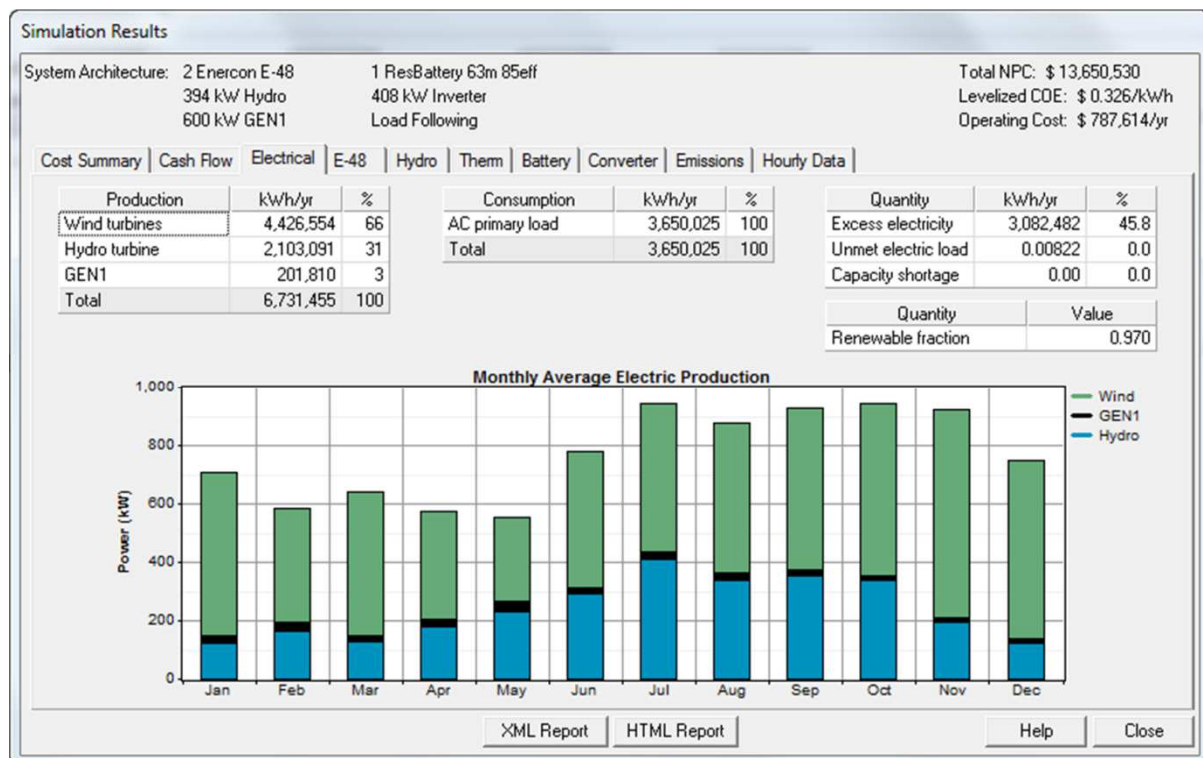 Simulation Results
System Architecture: 2 Enercon E-48 1 ResBattery 63m 85eff Total NPC: $ 13,650,530
394 kW Hydro 408 kW Inverter Levelized COE: $ 0.326/kWh
600 kW GEN1 Load Following Operating Cost: $ 787,614/yr
Cost Summary Cash Flow Electrical E-48 Hydro Therm Battery Converter Emissions Hourly Data
Production kWh/yr % Consumption kWh/yr % Quantity kWh/yr %
Wind turbines 4,426,554 66 AC primary load 3,650,025 100 Excess electricity 3,082,482 45.8
Hydro turbine 2,103,091 31 Total 3,650,025 100 Unmet electric load 0.00822 0.0
GEN1 201,810 3 Capacity shortage 0.00 0.0
Total 6,731,455 100
Quantity Value
Renewable fraction 0.970
Monthly Average Electric Production
1,000
800
600
400
200
0
Power (kW)
Jan Feb Mar Apr May Jun Jul Aug Sep Oct Nov Dec
Wind
GEN1
Hydro
XML Report HTML Report Help Close